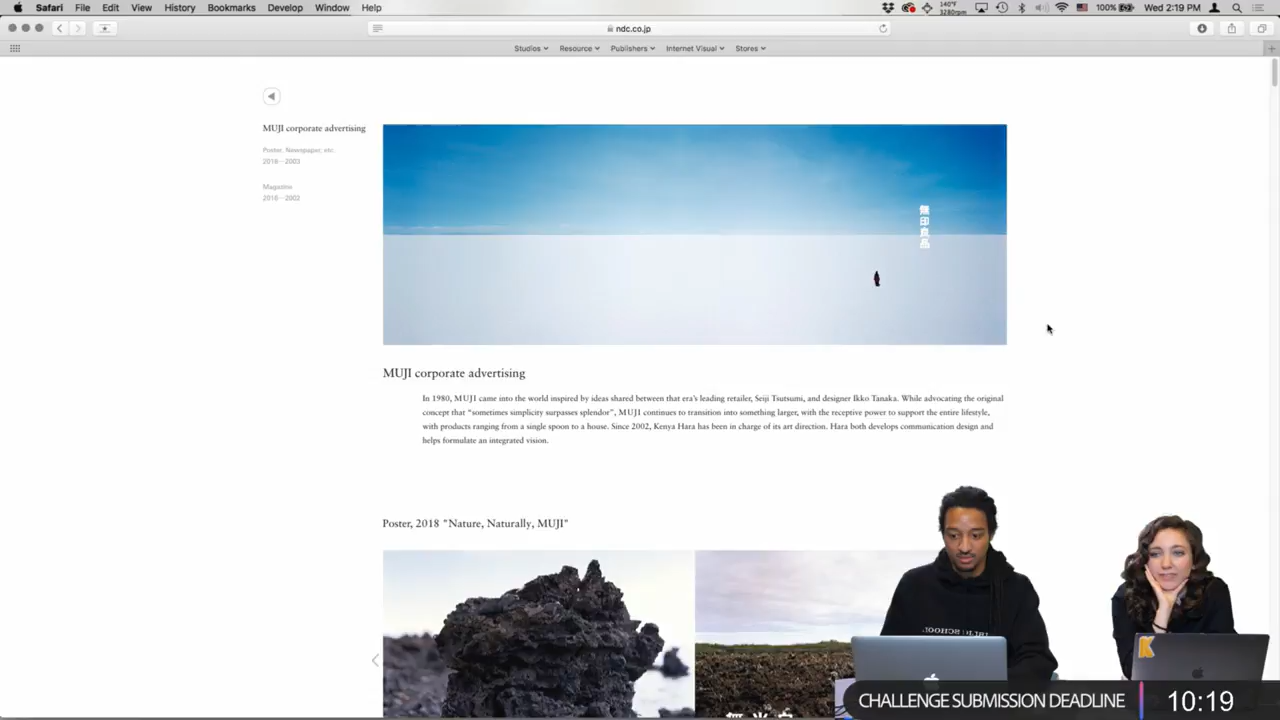 Safari File Edit View History Bookmarks Develop Window Help
140°F
3280rpm
100%
Wed 2:19 PM
ndc.co.jp
Studios
Resource
Publishers
Internet Visual
Stores
MUJI corporate advertising
Poster, Newspaper, etc.
2018—2003
Magazine
2018—2002
無印良品
MUJI corporate advertising
In 1980, MUJI came into the world inspired by ideas shared between that era's leading retailer, Seiji Tsutsumi, and designer Ikko Tanaka. While advocating the original
concept that “sometimes simplicity surpasses splendor”, MUJI continues to transition into something larger, with the receptive power to support the entire lifestyle,
with products ranging from a single spoon to a house. Since 2002, Kenya Hara has been in charge of its art direction. Hara both develops communication design and
helps formulate an integrated vision.
Poster, 2018 "Nature, Naturally, MUJI"
K
CHALLENGE SUBMISSION DEADLINE
10:19